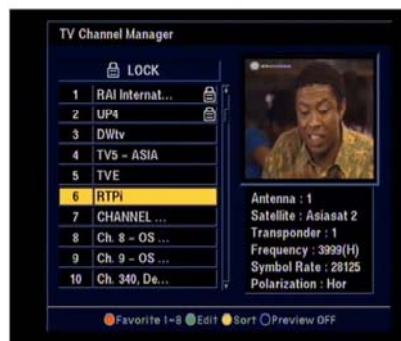 TV Channel Manager
LOCK
1 RAI Internat...
2 UP4
3 DWtv
4 TV5 - ASIA
5 TVE
6 RTPi
7 CHANNEL ...
8 Ch. 8 - OS ...
9 Ch. 9 - OS ...
10 Ch. 340, De...
Antenna : 1
Satellite : Asiasat 2
Transponder : 1
Frequency : 3999(H)
Symbol Rate : 28125
Polarization : Hor
Favorite 1~8 Edit Sort Preview OFF